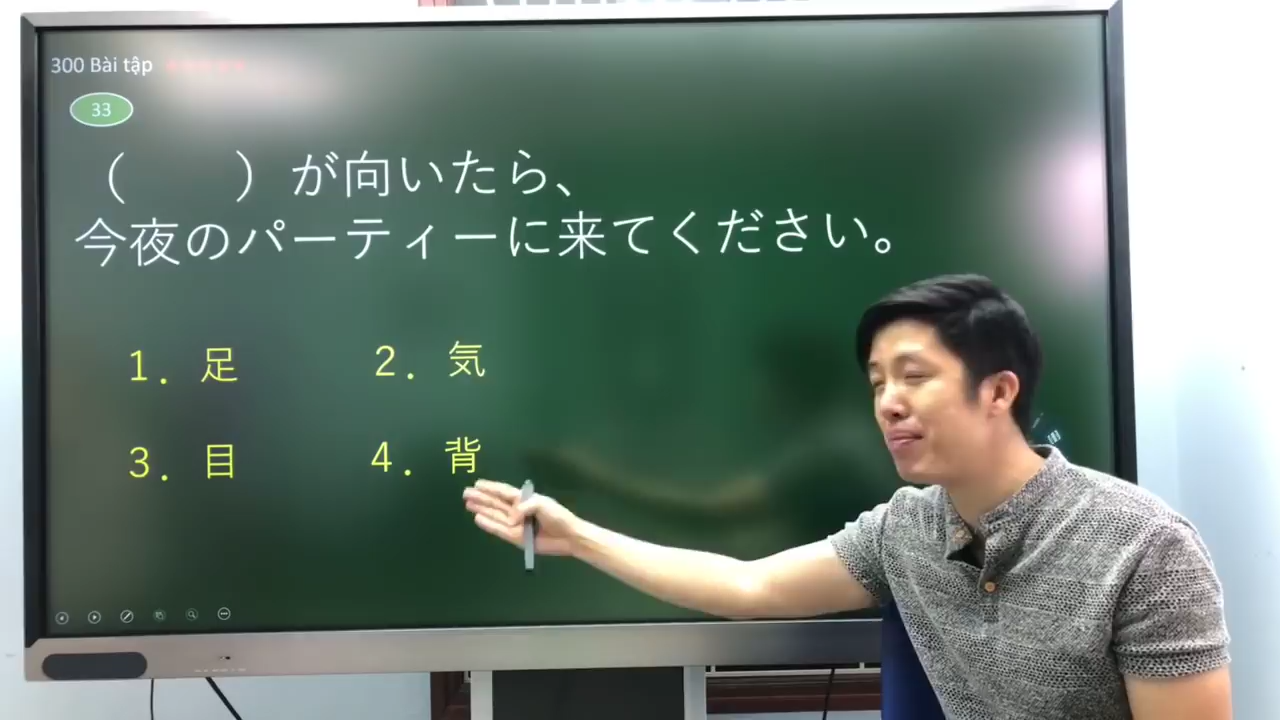 300 Bài tập
33
（　　）が向いたら、
今夜のパーティーに来てください。
1. 足 2. 気
3. 目 4. 背